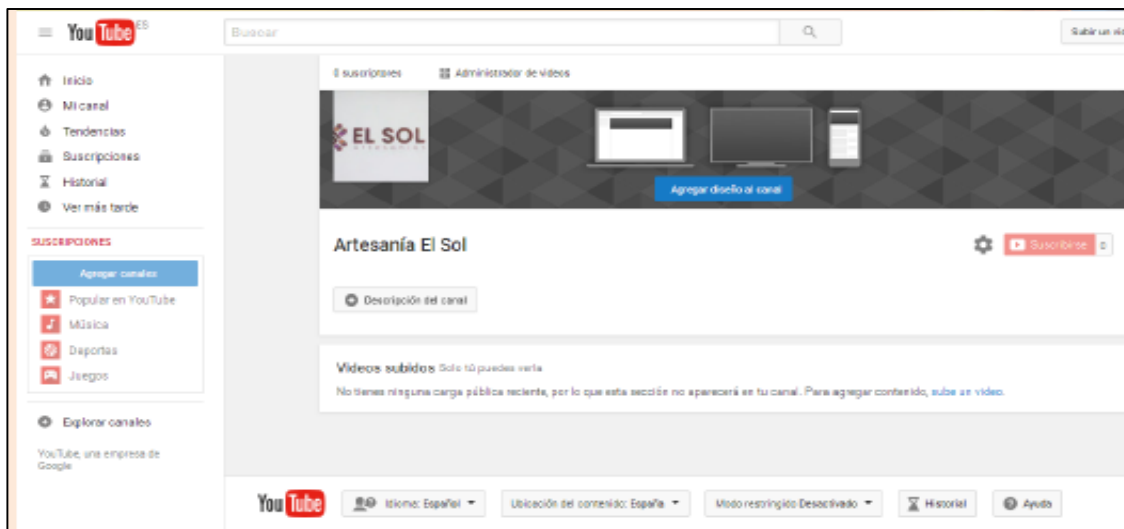 YouTube ES
Buscar
Subir un
Inicio
Mi canal
Tendencias
Suscripciones
Historial
Ver más tarde
SUSCRIPCIONES
Agregar canales
Popular en YouTube
Música
Deportes
Juegos
Explorar canales
YouTube, una empresa de
Google
0 suscriptores Administrador de videos
EL SOL
Agregar diseño al canal
Artesanía El Sol
Suscribirse 0
Descripción del canal
Videos subidos Solo tú puedes verla
No tienes ninguna carga pública reciente, por lo que esta sección no aparecerá en tu canal. Para agregar contenido, sube un video.
YouTube Idioma: Español Ubicación del contenido: España Modo restringido Desactivado Historial Ayuda